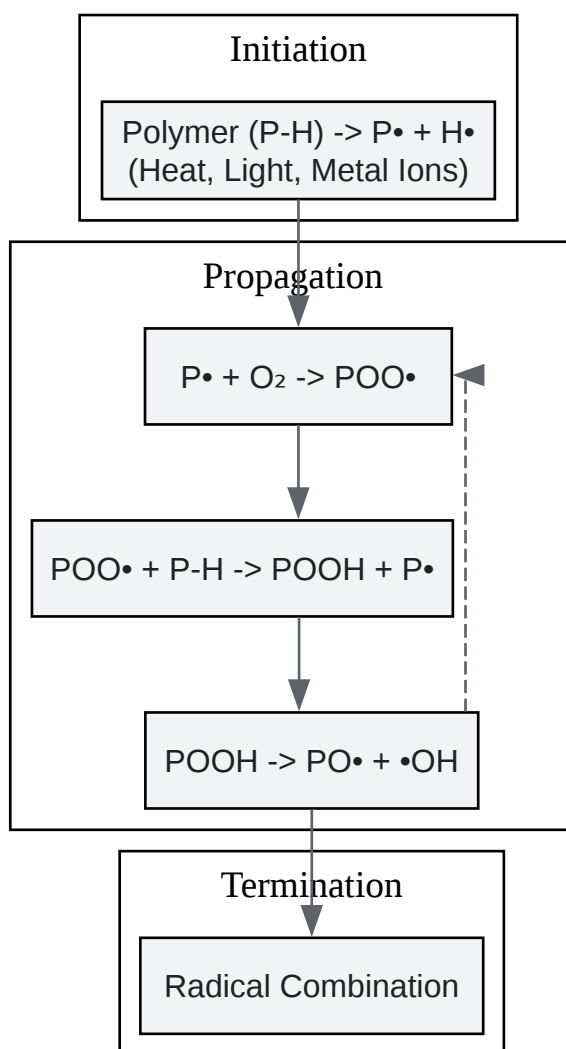 Initiation
Polymer (P-H) -> P• + H•
(Heat, Light, Metal Ions)
Propagation
P• + O₂ -> POO•
POO• + P-H -> POOH + P•
POOH -> PO• + •OH
Termination
Radical Combination